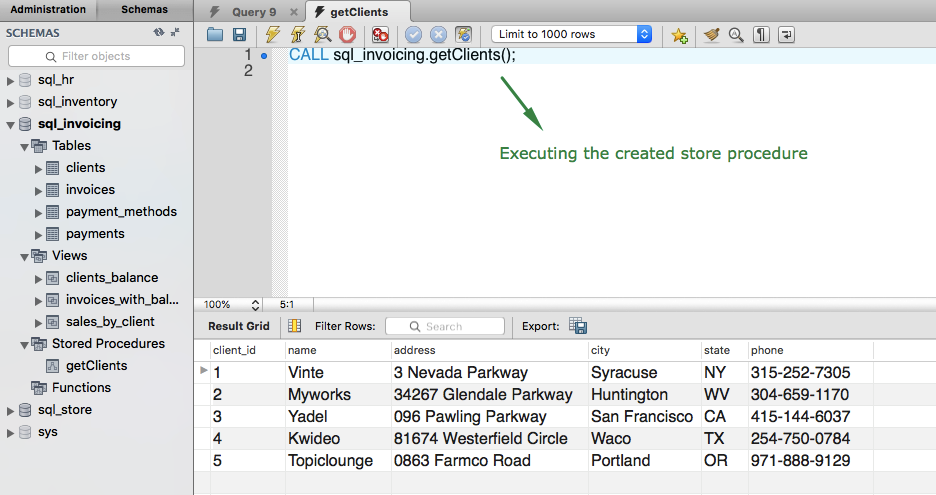 Administration Schemas
Query 9 getClients
SCHEMAS
Filter objects
Limit to 1000 rows
sql_hr
sql_inventory
sql_invoicing
Tables
clients
invoices
payment_methods
payments
Views
clients_balance
invoices_with_bal...
sales_by_client
Stored Procedures
getClients
Functions
sql_store
sys
1 CALL sql_invoicing.getClients();
2
Executing the created store procedure
100% 5:1
Result Grid Filter Rows: Search Export:
client_id name address city state phone
1 Vinte 3 Nevada Parkway Syracuse NY 315-252-7305
2 Myworks 34267 Glendale Parkway Huntington WV 304-659-1170
3 Yadel 096 Pawling Parkway San Francisco CA 415-144-6037
4 Kwideo 81674 Westerfield Circle Waco TX 254-750-0784
5 Topiclounge 0863 Farmco Road Portland OR 971-888-9129